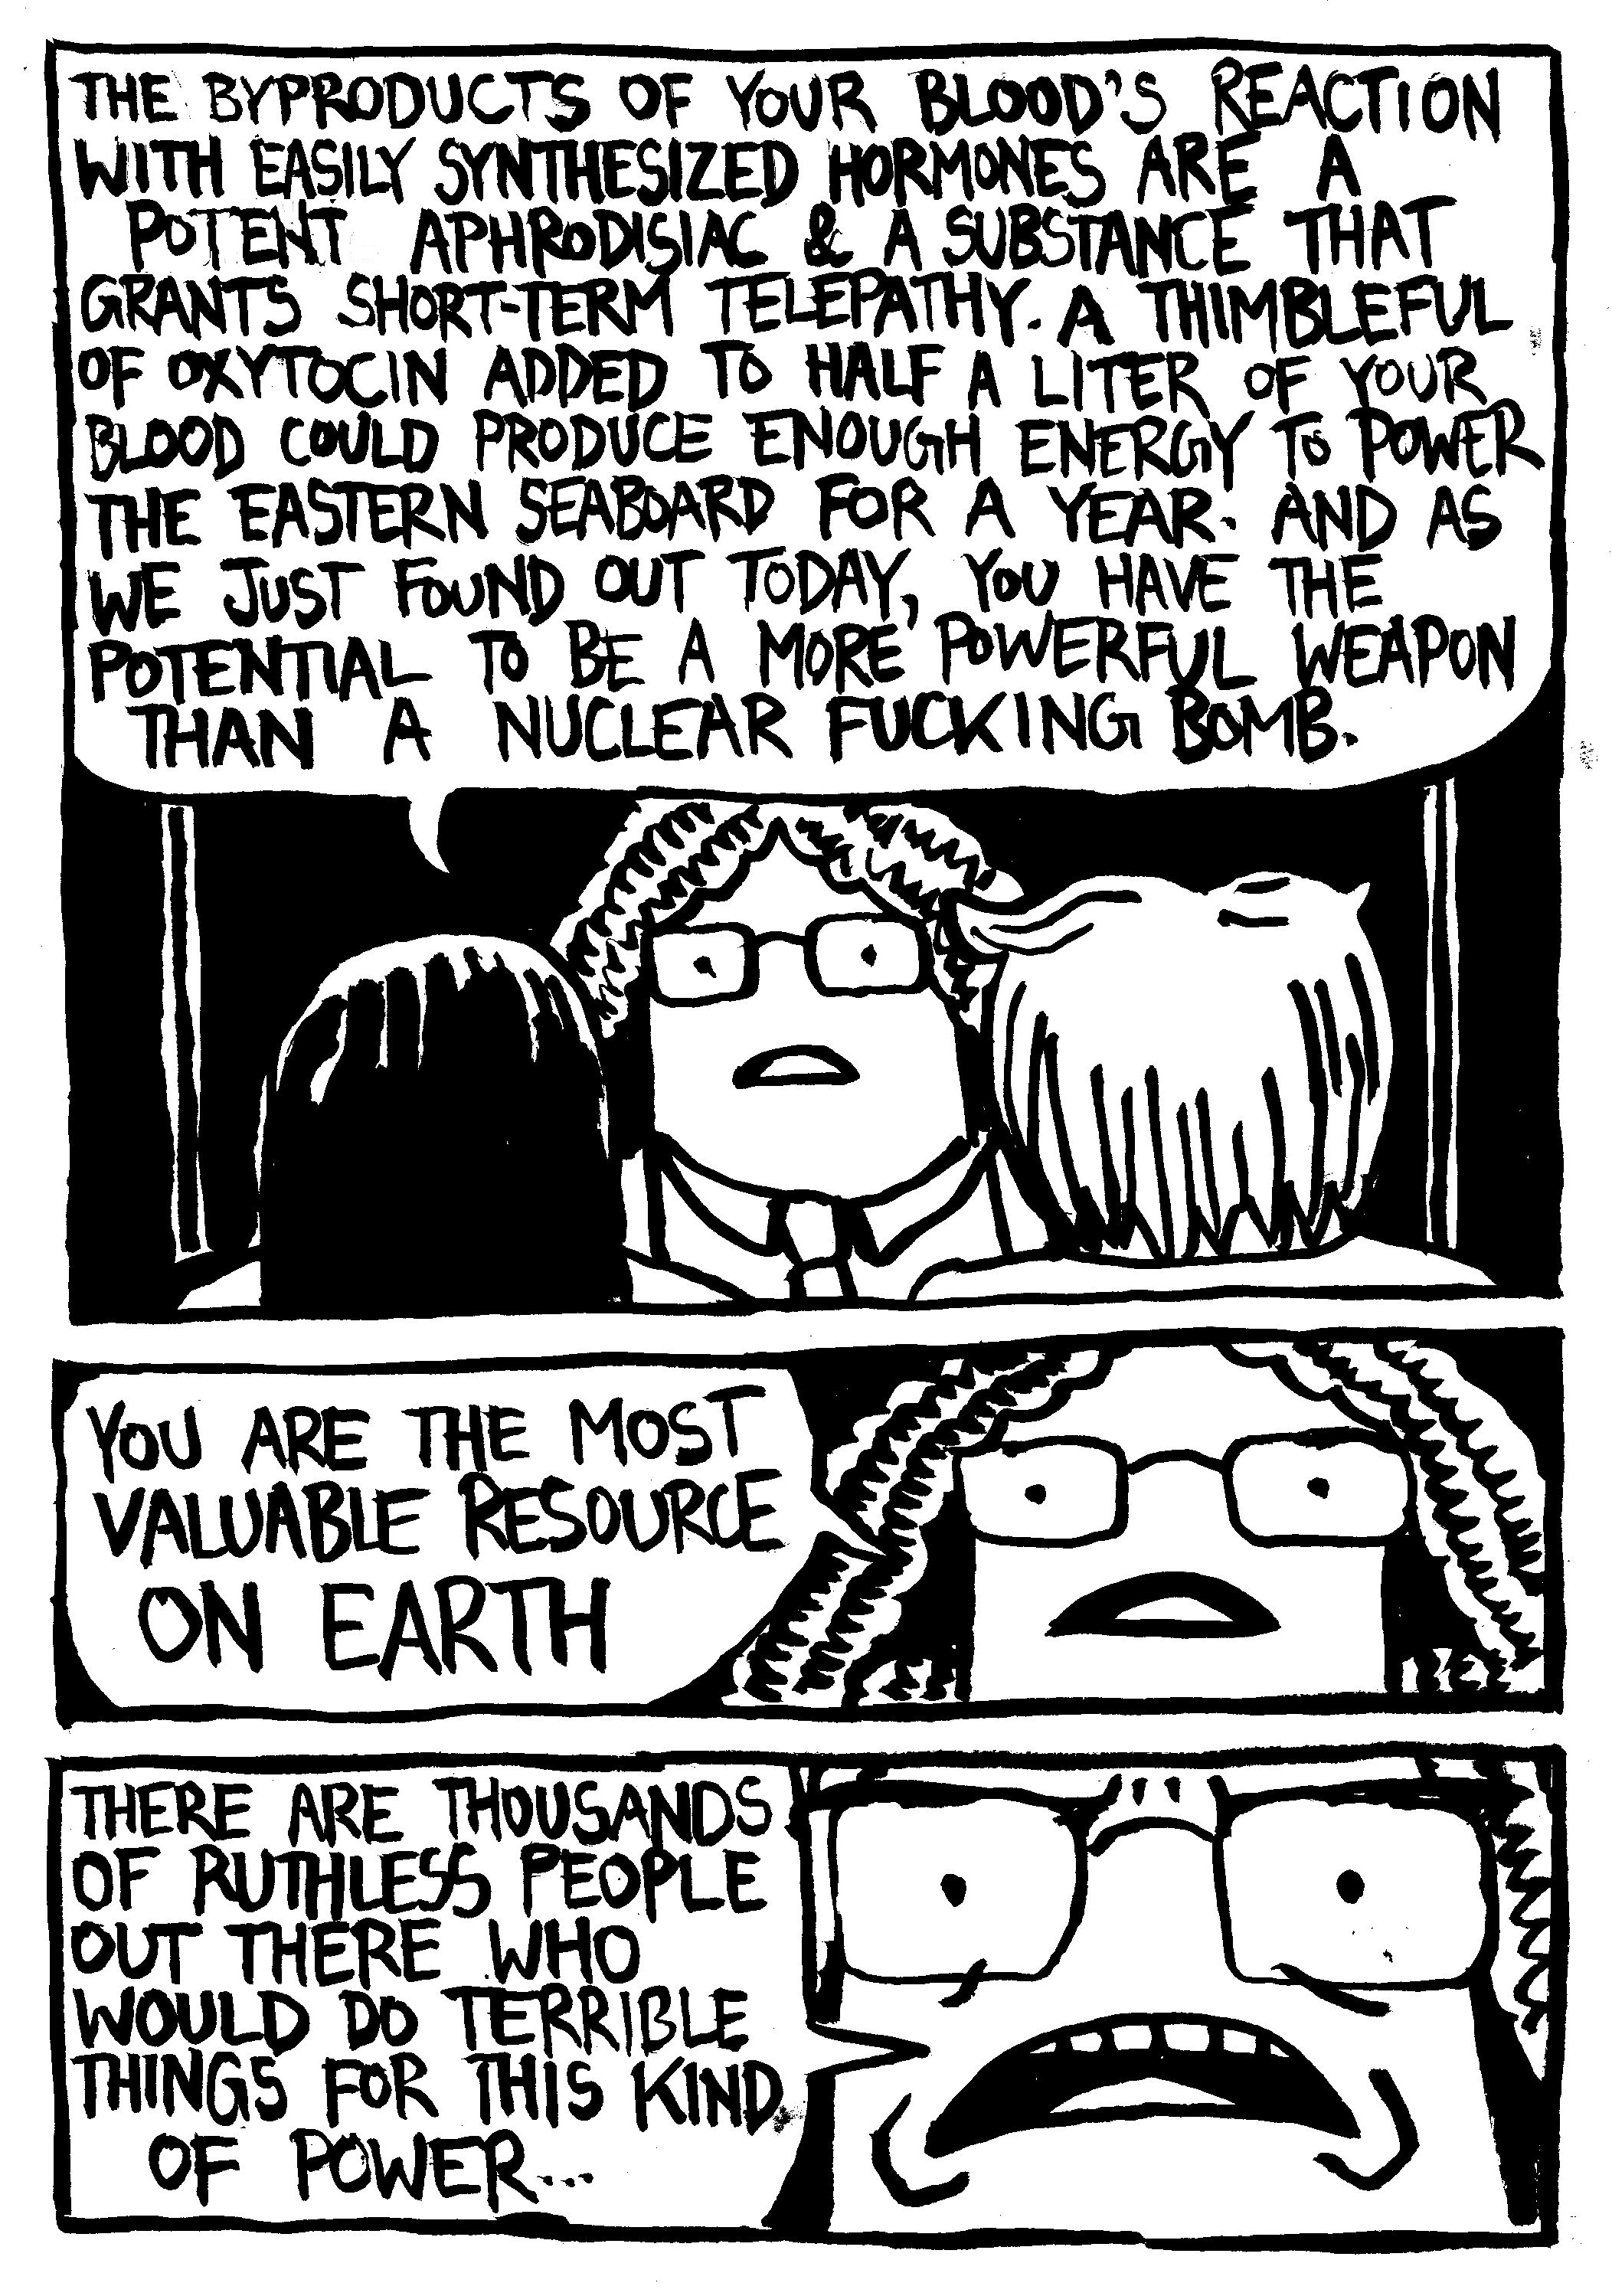 THE BYPRODUCTS OF YOUR BLOOD'S REACTION
WITH EASILY SYNTHESIZED HORMONES ARE A
POTENT APHRODISIAC & A SUBSTANCE THAT
GRANTS SHORT-TERM TELEPATHY. A THIMBLEFUL
OF OXYTOCIN ADDED TO HALF A LITER OF YOUR
BLOOD COULD PRODUCE ENOUGH ENERGY TO POWER
THE EASTERN SEABOARD FOR A YEAR. AND AS
WE JUST FOUND OUT TODAY, YOU HAVE THE
POTENTIAL TO BE A MORE POWERFUL WEAPON
THAN A NUCLEAR FUCKING BOMB.
YOU ARE THE MOST
VALUABLE RESOURCE
ON EARTH
THERE ARE THOUSANDS
OF RUTHLESS PEOPLE
OUT THERE WHO
WOULD DO TERRIBLE
THINGS FOR THIS KIND
OF POWER...